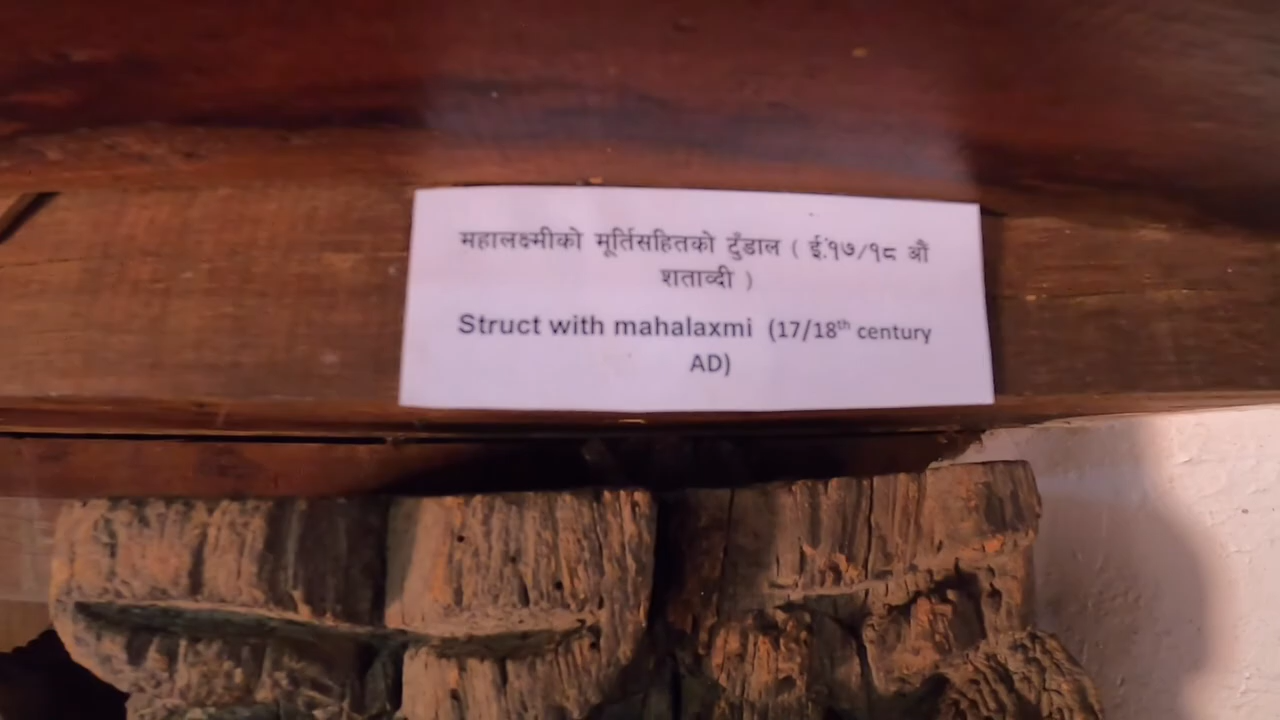 महालक्ष्मीको मूर्तिसहितको टुँडाल ( ई.१७/१८ औं
शताव्दी )
Struct with mahalaxmi (17/18th century
AD)